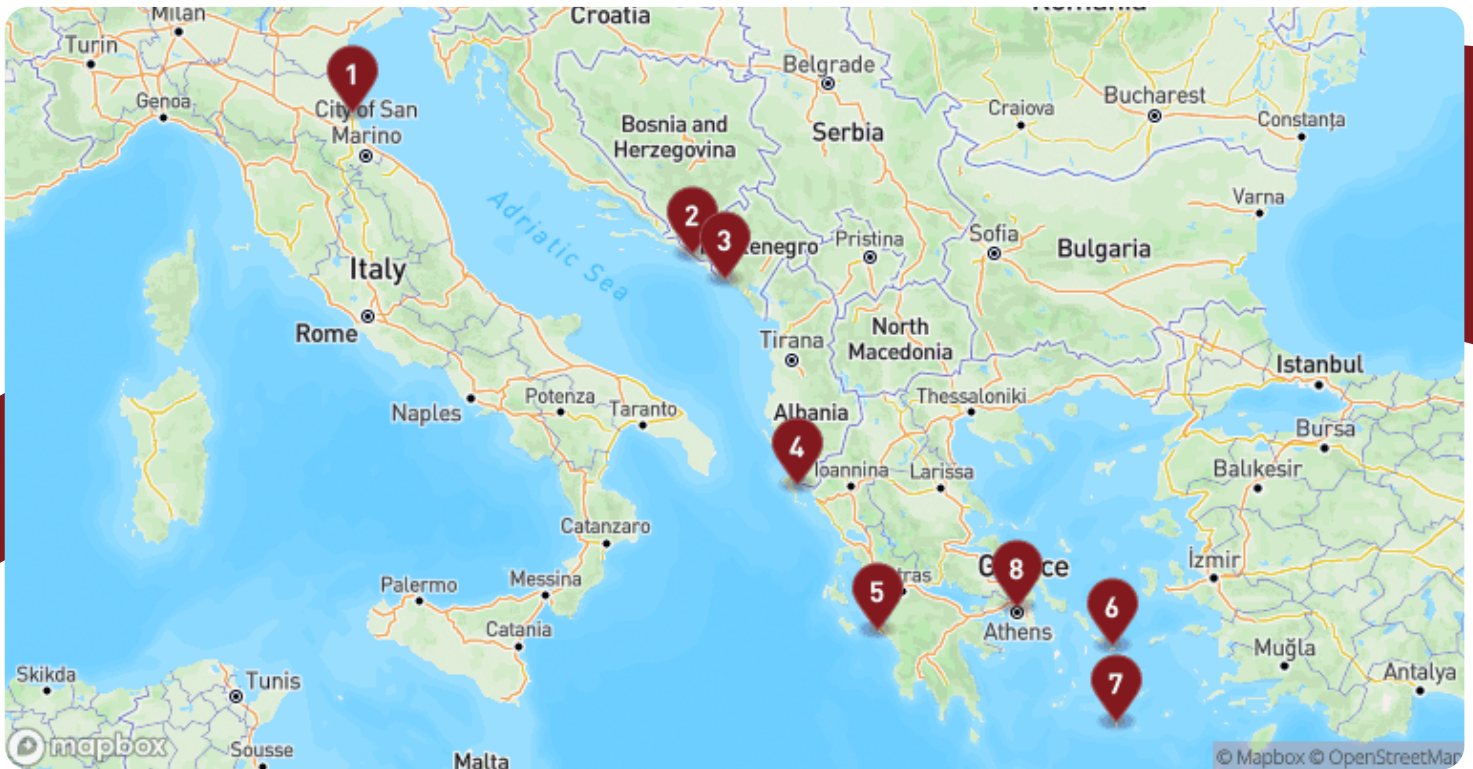 Milan
Croatia
Turin
Belgrade
1
Genoa
City of San
Marino
Craiova
Bucharest
Constanța
Bosnia and
Herzegovina
Serbia
Adriatic Sea
2
3
tenegro
Pristina
Sofia
Varna
Bulgaria
Italy
Rome
Tirana
North
Macedonia
Istanbul
Naples
Potenza
Taranto
Albania
Thessaloniki
Bursa
4
Ioannina
Larissa
Balıkesir
Catanzaro
Palermo
Messina
5
tras
G
ce
8
İzmir
6
Catania
Athens
Muğla
Skikda
Tunis
7
Antalya
mapbox
Sousse
Malta
© Mapbox © OpenStreetMap